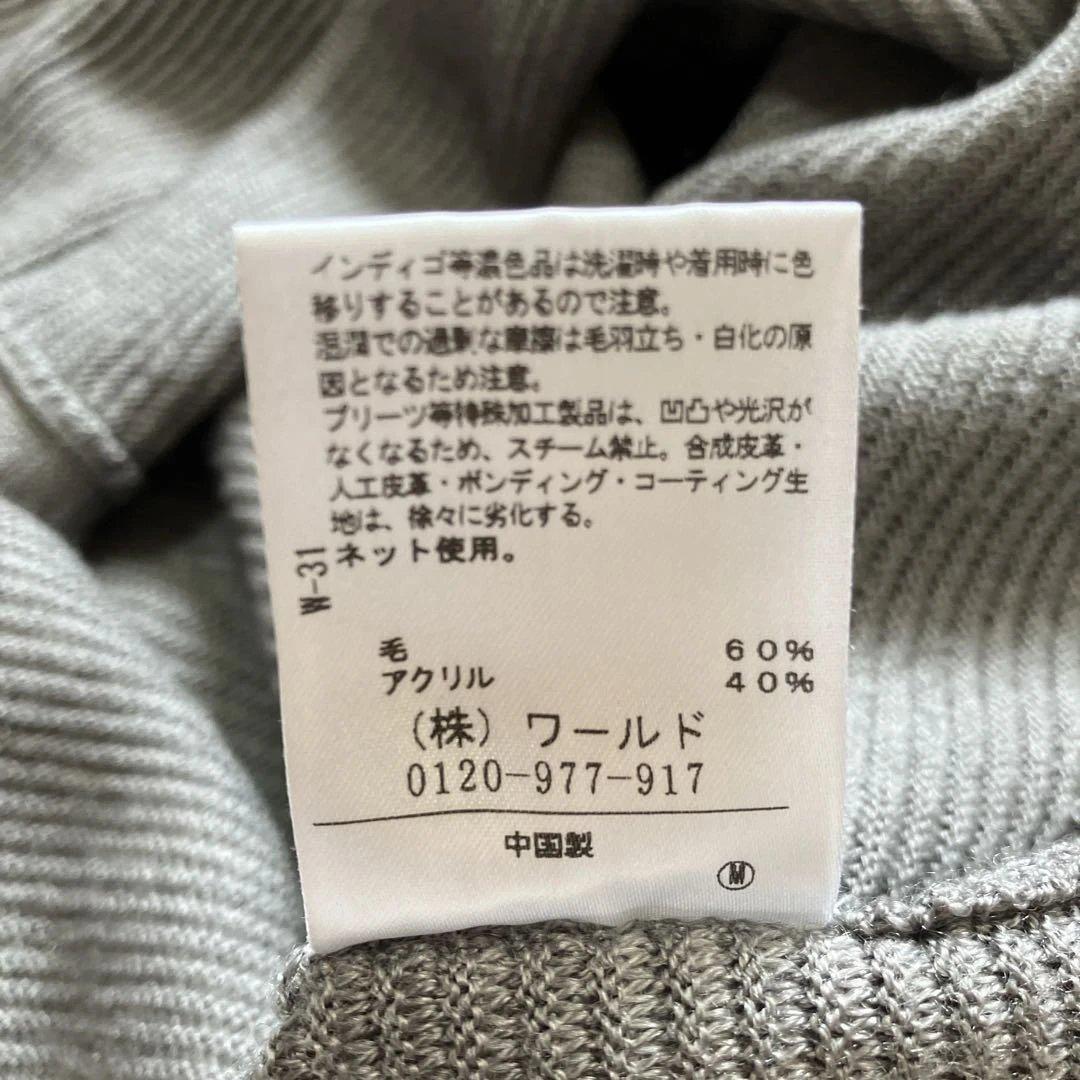 インディゴ等濃色品は洗濯時や着用時に色
移りすることがあるので注意。
湿潤での過剰な摩擦は毛羽立ち・白化の原
因となるため注意。
プリーツ等特殊加工製品は、凹凸や光沢が
なくなるため、スチーム禁止。合成皮革・
人工皮革・ボンディング・コーティング生
地は、徐々に劣化する。
ネット使用。
W-31
毛 60%
アクリル 40%
(株)ワールド
0120-977-917
中国製
M